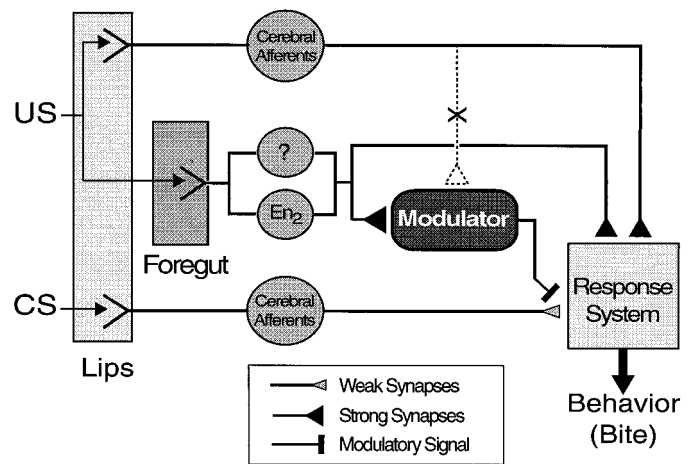 Cerebral
Afferents
US
?
En2
Modulator
Foregut
CS
Cerebral
Afferents
Response
System
Lips
Weak Synapses
Strong Synapses
Modulatory Signal
Behavior
(Bite)